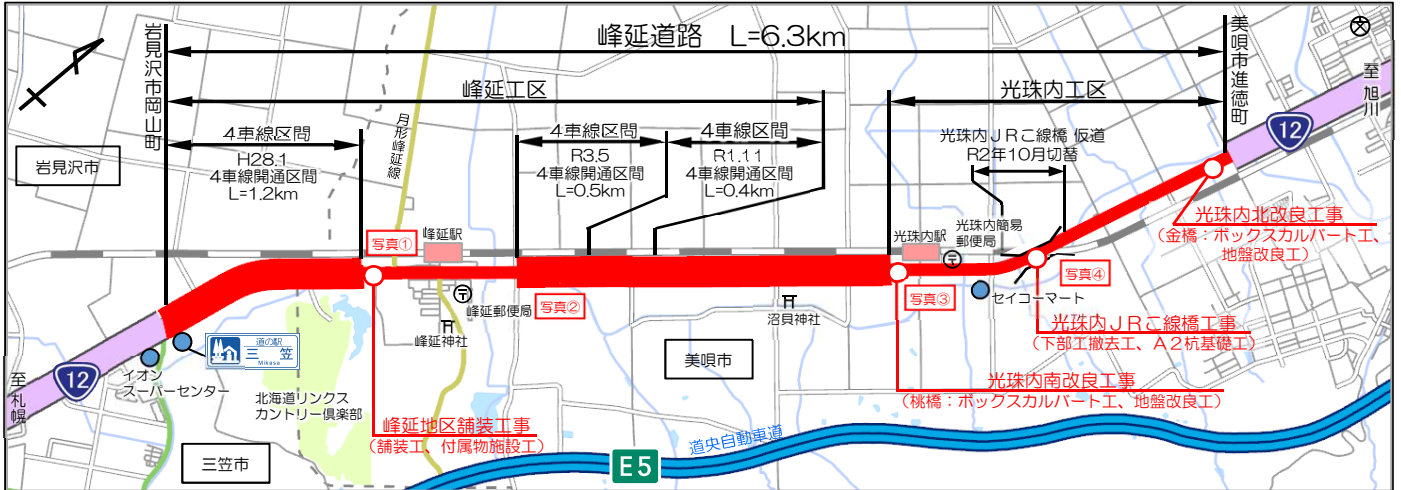 峰延道路 L=6.3km
岩見沢市岡山町
美唄市進徳町
至 旭川
峰延工区
光珠内工区
4車線区間
H28.1
4車線開通区間
L=1.2km
月形峰延線
4車線区間
R3.5
4車線開通区間
L=0.5km
4車線区間
R1.11
4車線開通区間
L=0.4km
光珠内JRこ線橋 仮道
R2年10月切替
12
岩見沢市
写真①
峰延駅
光珠内駅
光珠内簡易
郵便局
光珠内北改良工事
(金橋:ボックスカルバート工、
地盤改良工)
写真②
写真③
写真④
峰延郵便局
峰延神社
沼貝神社
セイコーマート
光珠内JRこ線橋工事
(下部工撤去工、A2杭基礎工)
道の駅
三笠
Mikasa
イオン
スーパーセンター
12
至 札幌
北海道リンクス
カントリー倶楽部
美唄市
光珠内南改良工事
(桃橋:ボックスカルバート工、地盤改良工)
峰延地区舗装工事
(舗装工、付属物施設工)
三笠市
道央自動車道
E5